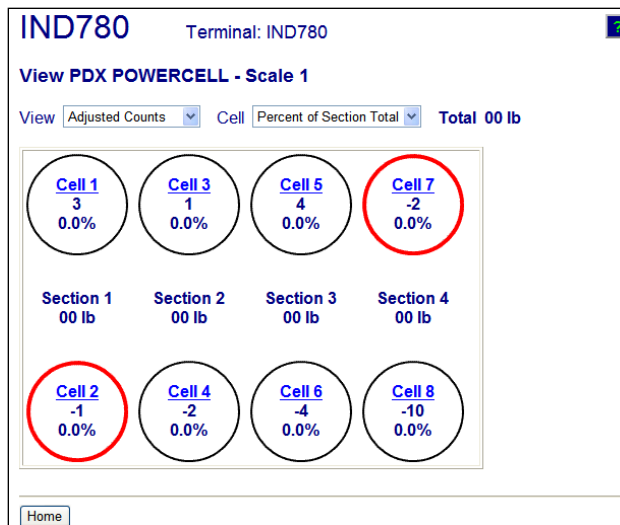 IND780 Terminal: IND780 ?
View PDX POWERCELL - Scale 1
View Adjusted Counts Cell Percent of Section Total Total 00 lb
Cell 1 Cell 3 Cell 5 Cell 7
3 1 4 -2
0.0% 0.0% 0.0% 0.0%
Section 1 Section 2 Section 3 Section 4
00 lb 00 lb 00 lb 00 lb
Cell 2 Cell 4 Cell 6 Cell 8
-1 -2 -4 -10
0.0% 0.0% 0.0% 0.0%
Home